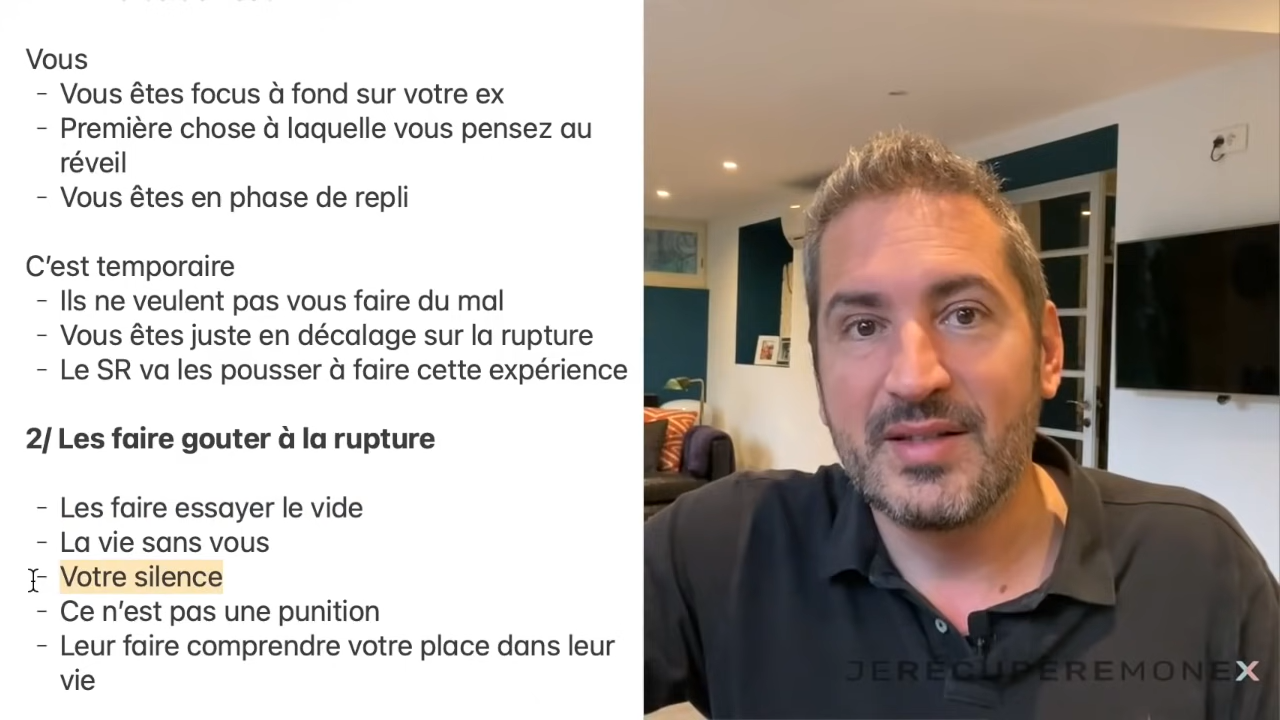 Vous
- Vous êtes focus à fond sur votre ex
- Première chose à laquelle vous pensez au
réveil
- Vous êtes en phase de repli
C'est temporaire
- Ils ne veulent pas vous faire du mal
- Vous êtes juste en décalage sur la rupture
- Le SR va les pousser à faire cette expérience
2/ Les faire gouter à la rupture
- Les faire essayer le vide
- La vie sans vous
- Votre silence
- Ce n'est pas une punition
- Leur faire comprendre votre place dans leur
vie
JERECUPEREMONEX